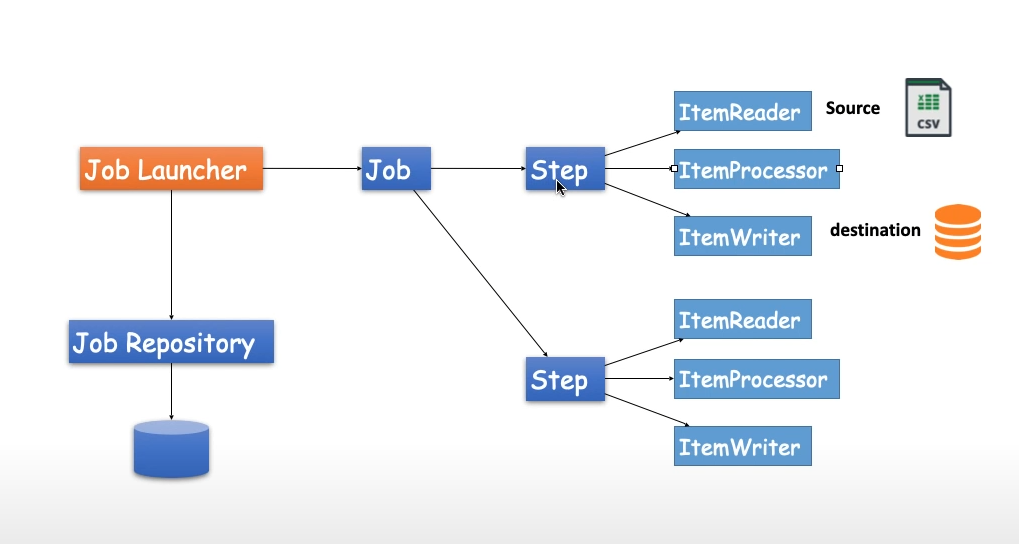 ItemReader
Source
CSV
Job Launcher
Job
Step
ItemProcessor
ItemWriter
destination
ItemReader
Job Repository
Step
ItemProcessor
ItemWriter